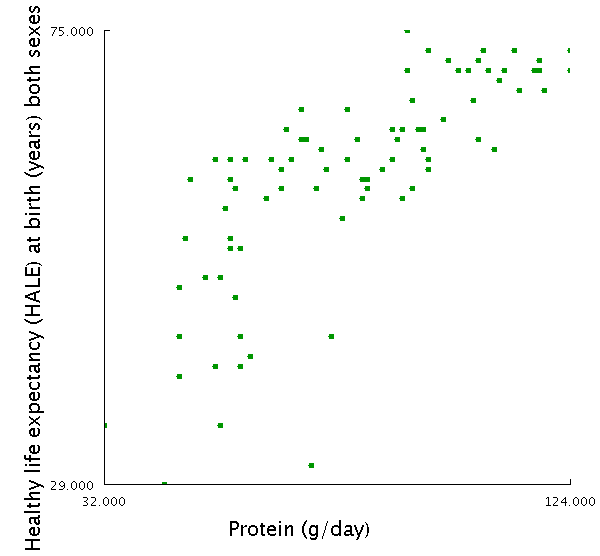 Healthy life expectancy (HALE) at birth (years) both sexes
75.000
29.000
32.000
124.000
Protein (g/day)